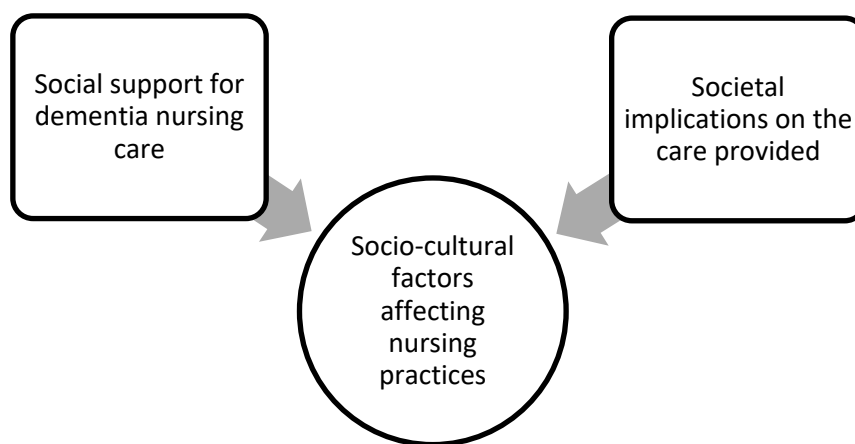 Social support for
dementia nursing
care
Societal
implications on the
care provided
Socio-cultural
factors
affecting
nursing
practices